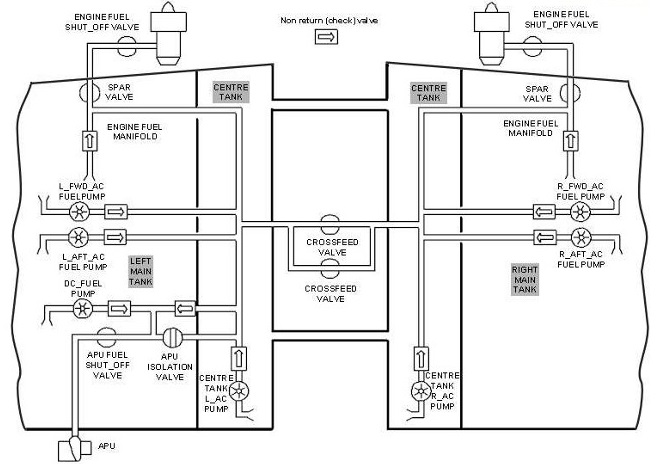 ENGINE FUEL
SHUT_OFF VALVE
Non return (check) valve
ENGINE FUEL
SHUT_OFF VALVE
SPAR
VALVE
CENTRE
TANK
CENTRE
TANK
SPAR
VALVE
ENGINE FUEL
MANIFOLD
ENGINE FUEL
MANIFOLD
L_FWD_AC
FUEL PUMP
R_FWD_AC
FUEL PUMP
L_AFT_AC
FUEL PUMP
CROSSFEED
VALVE
R_AFT_AC
FUEL PUMP
LEFT
MAIN
TANK
RIGHT
MAIN
TANK
DC_FUEL
PUMP
CROSSFEED
VALVE
APU FUEL
SHUT_OFF
VALVE
APU
ISOLATION
VALVE
CENTRE
TANK
L_AC
PUMP
CENTRE
TANK
R_AC
PUMP
APU